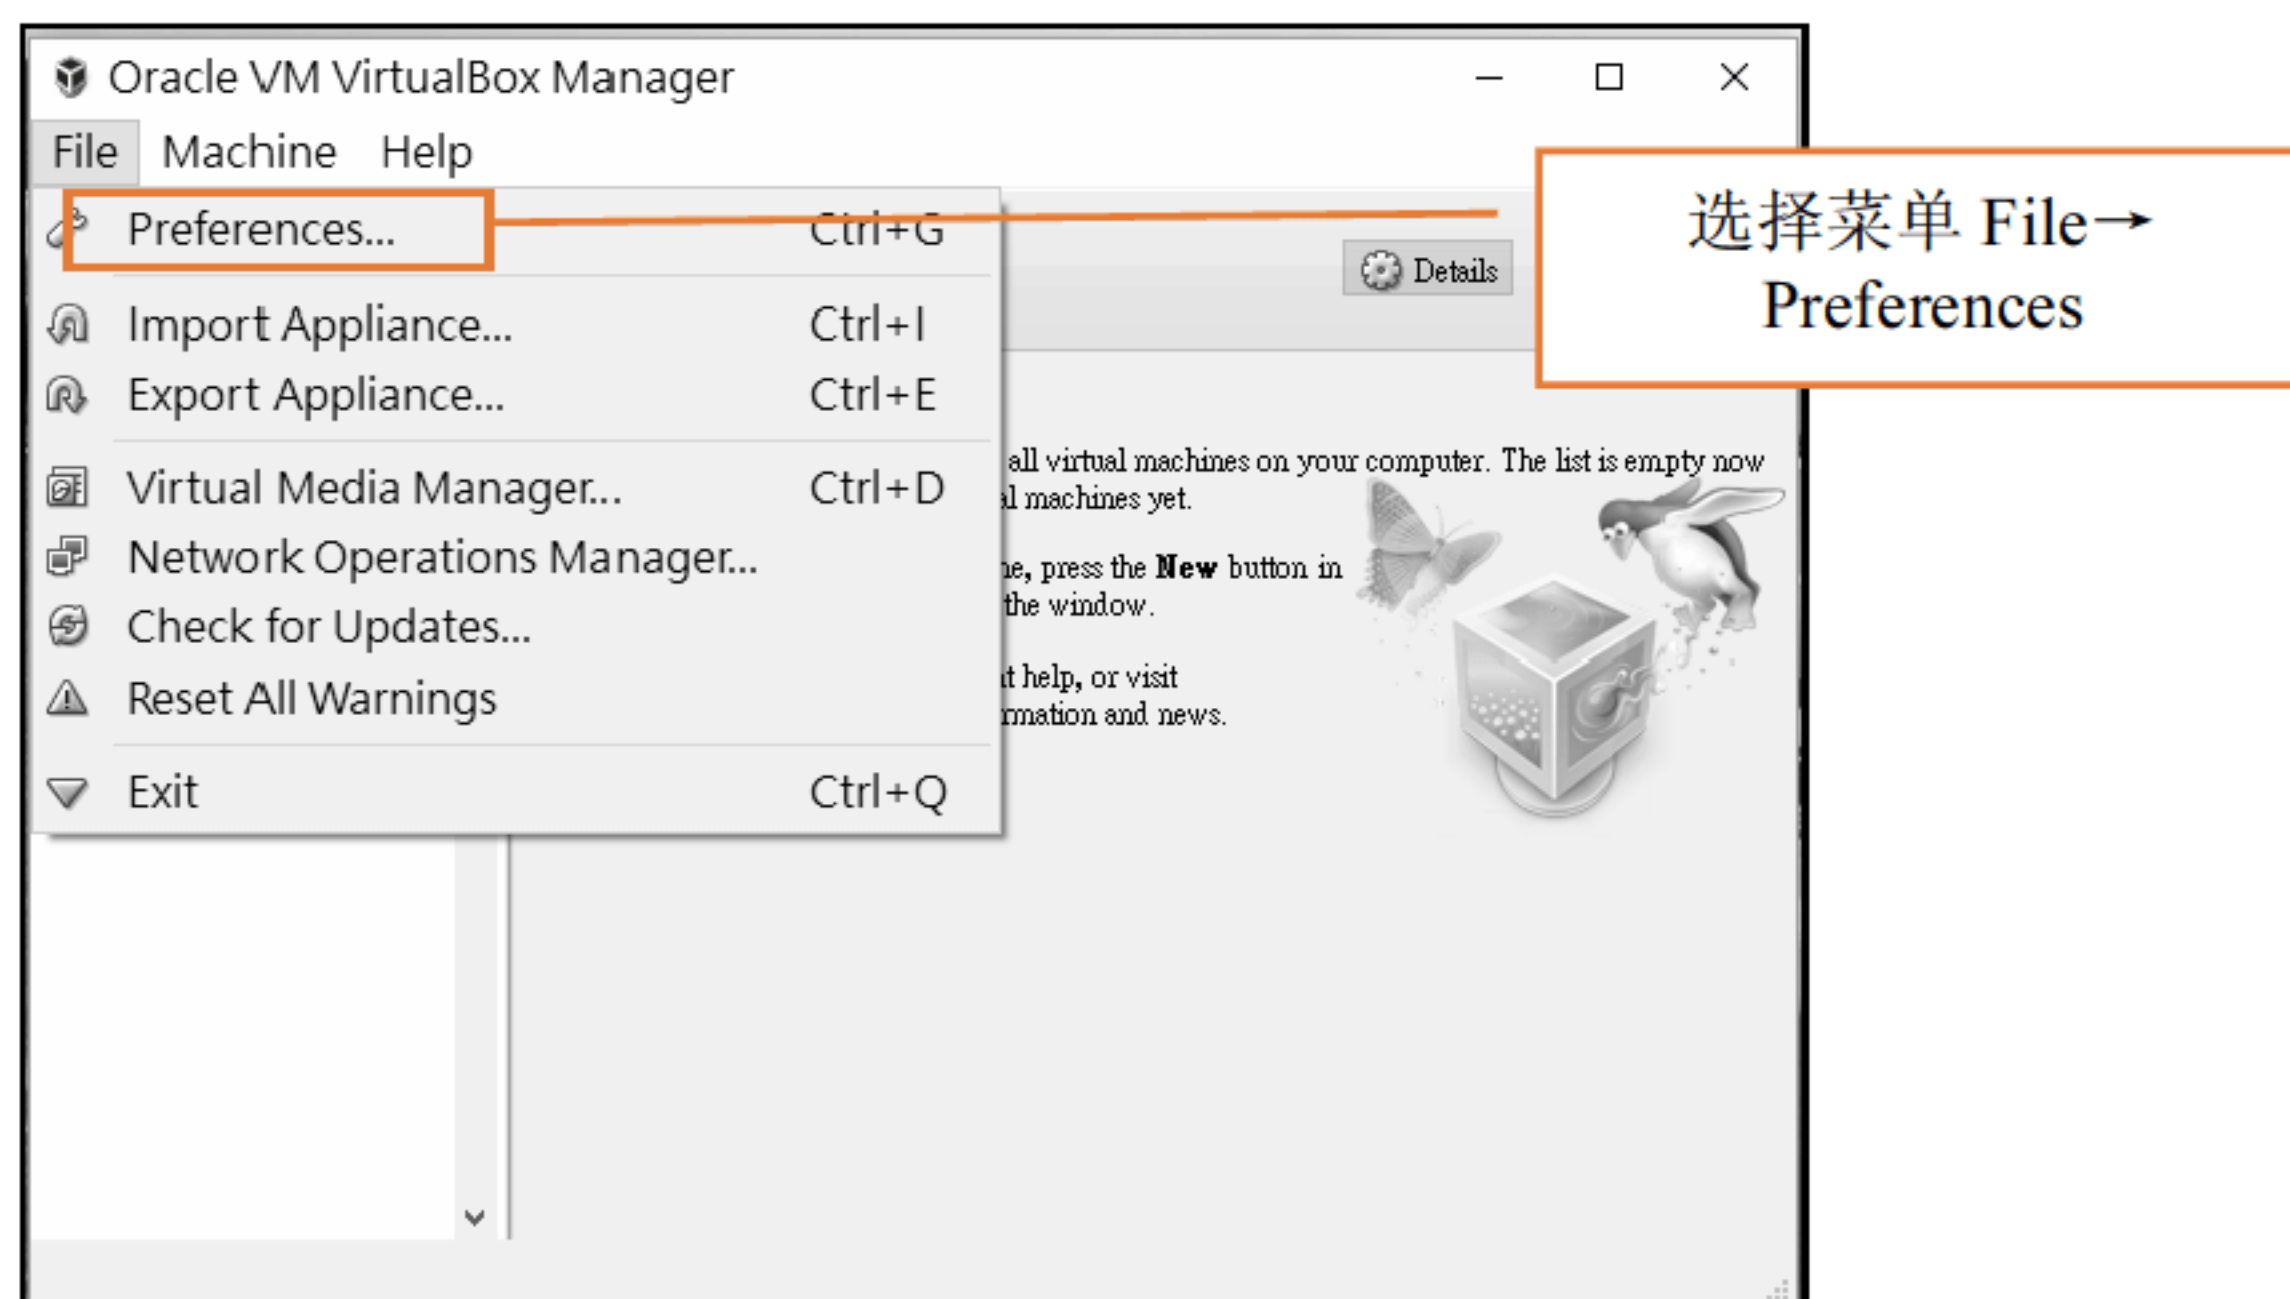 Oracle VM VirtualBox Manager
File Machine Help
Preferences... Ctrl+G
Details
选择菜单 File→
Preferences
Import Appliance... Ctrl+I
Export Appliance... Ctrl+E
all virtual machines on your computer. The list is empty now
Virtual Media Manager... Ctrl+D
machines yet.
Network Operations Manager...
press the New button in
the window.
Check for Updates...
help, or visit
Reset All Warnings
and news.
Exit Ctrl+Q